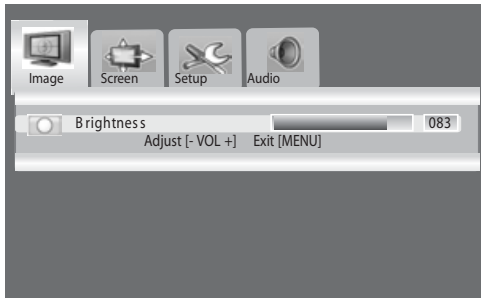 Image Screen Setup Audio
Brightness 083
Adjust [- VOL +] Exit [MENU]